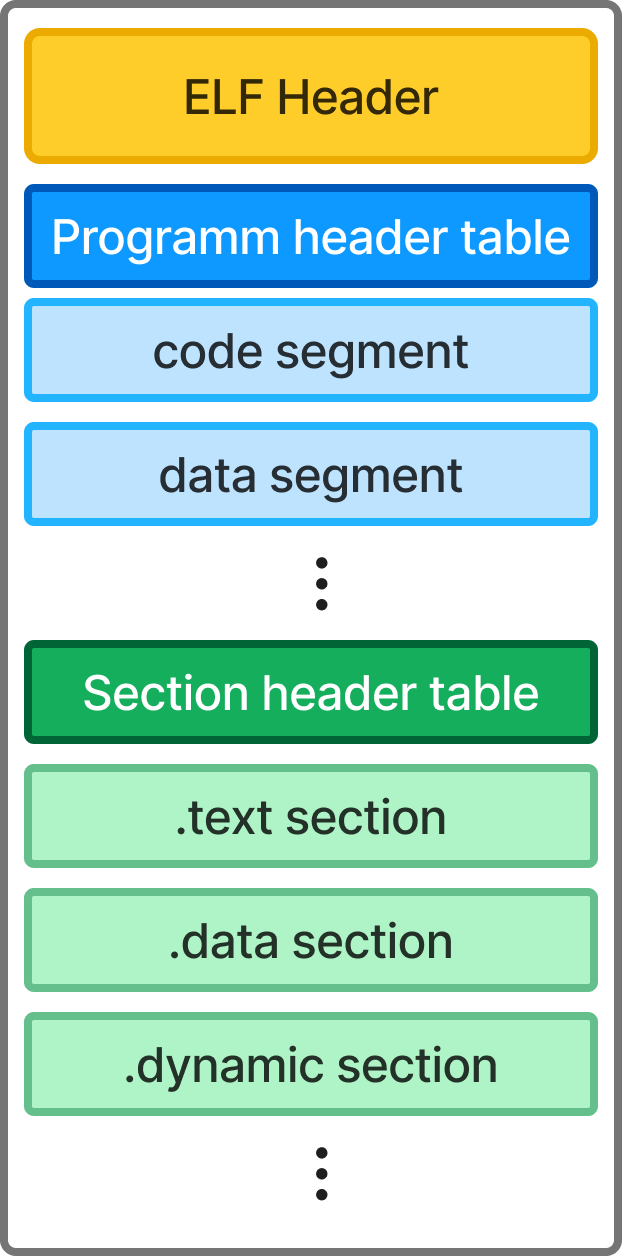 ELF Header
Programm header table
code segment
data segment
Section header table
.text section
.data section
.dynamic section